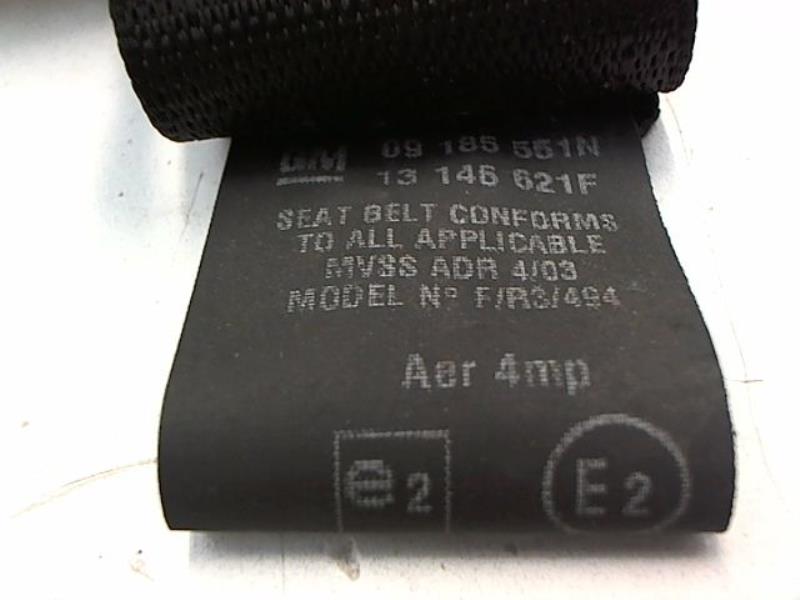 GM 09 185 551N
13 146 621F
SEAT BELT CONFORMS
TO ALL APPLICABLE
MVSS ADR 4/03
MODEL Nº F/R3/494
Aer 4mp
e2 E2